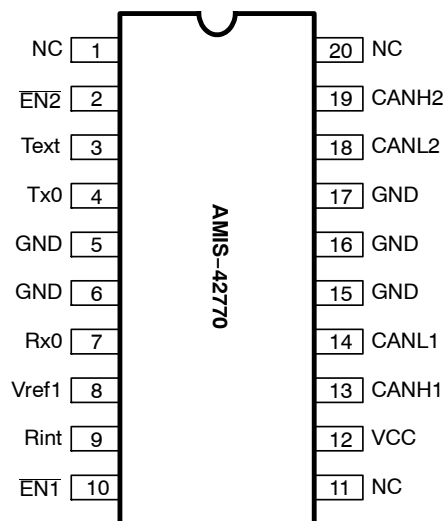 NC 1 20 NC
EN2 2 19 CANH2
Text 3 18 CANL2
Tx0 4 17 GND
GND 5 16 GND
GND 6 15 GND
Rx0 7 14 CANL1
Vref1 8 13 CANH1
Rint 9 12 VCC
EN1 10 11 NC
AMIS−42770